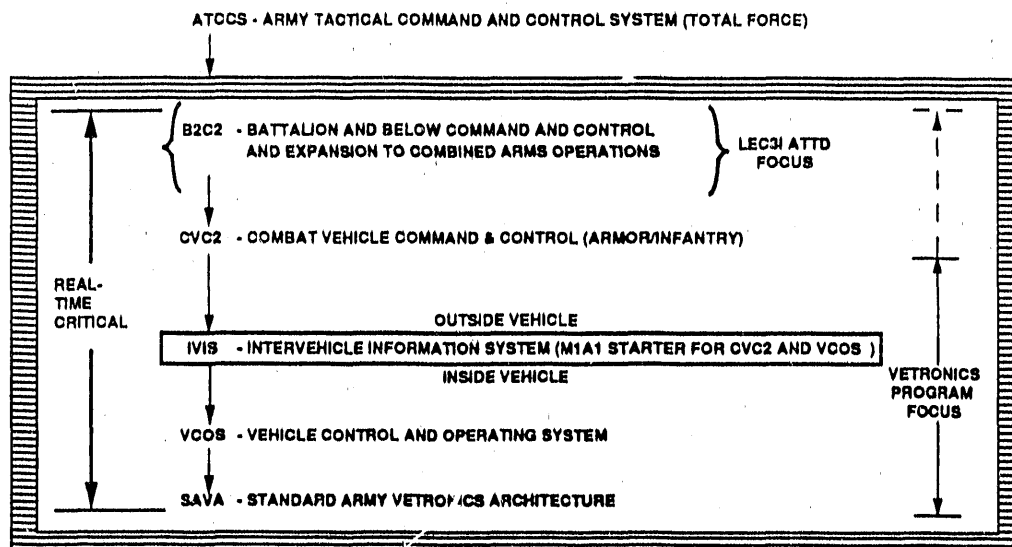 ATCCS - ARMY TACTICAL COMMAND AND CONTROL SYSTEM (TOTAL FORCE)
B2C2 - BATTALION AND BELOW COMMAND AND CONTROL
AND EXPANSION TO COMBINED ARMS OPERATIONS
LEC3I ATTD
FOCUS
CVC2 - COMBAT VEHICLE COMMAND & CONTROL (ARMOR/INFANTRY)
REAL-
TIME
CRITICAL
OUTSIDE VEHICLE
IVIS - INTERVEHICLE INFORMATION SYSTEM (M1A1 STARTER FOR CVC2 AND VCOS )
INSIDE VEHICLE
VETRONICS
PROGRAM
FOCUS
VCOS - VEHICLE CONTROL AND OPERATING SYSTEM
SAVA - STANDARD ARMY VETRONICS ARCHITECTURE